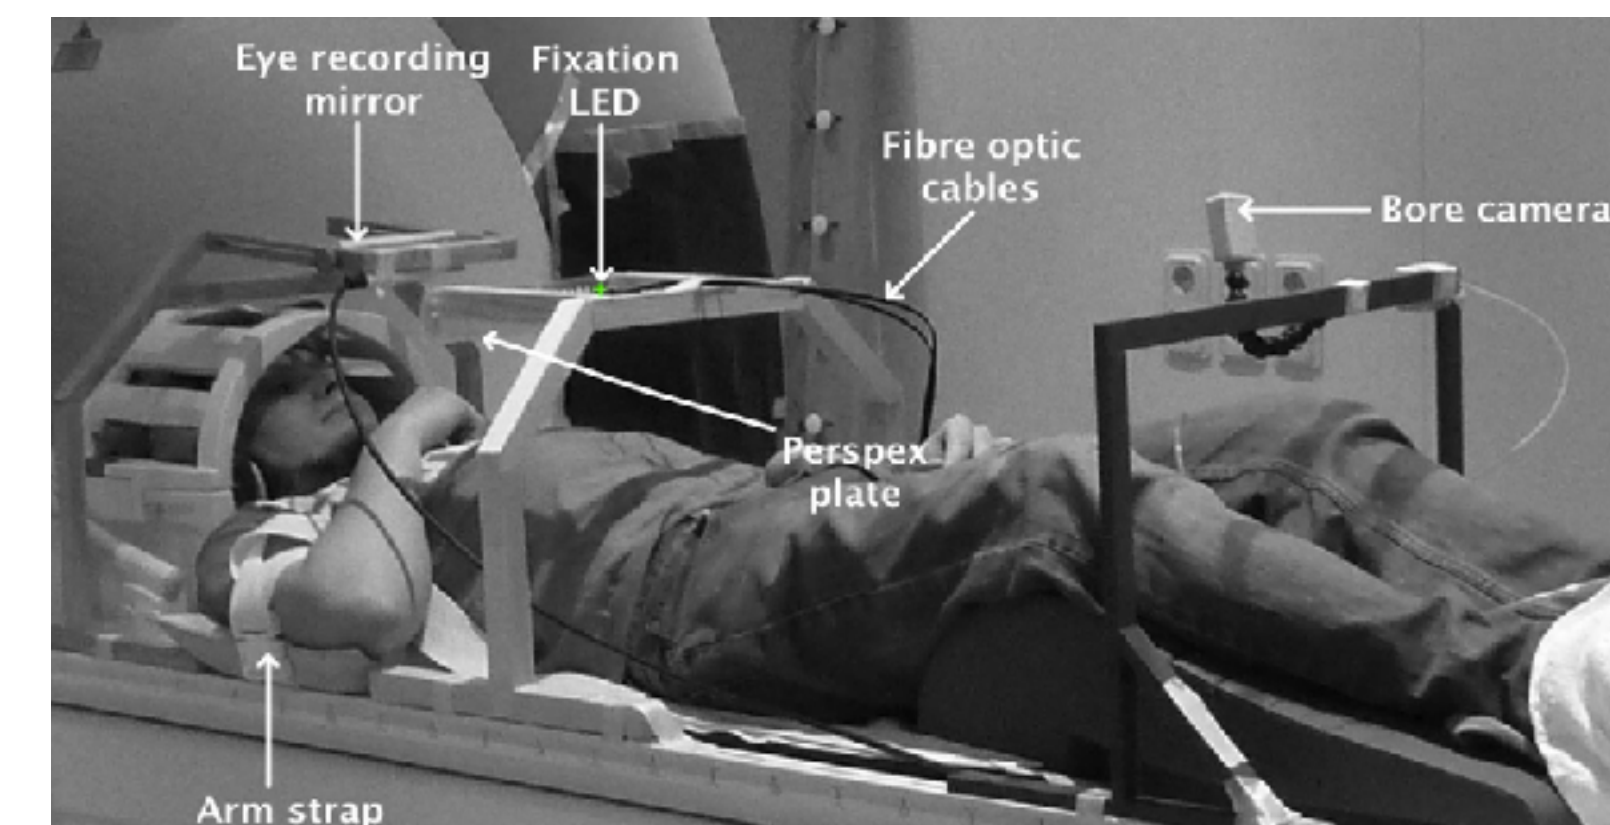 Eye recording
mirror
Fixation
LED
Fibre optic
cables
Bore camera
Perspex
plate
Arm strap